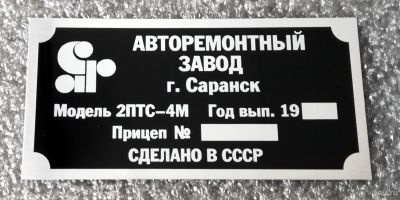 АВТОРЕМОНТНЫЙ
ЗАВОД
г. Саранск
Модель 2ПТС-4М Год вып. 19
Прицеп №
СДЕЛАНО В СССР